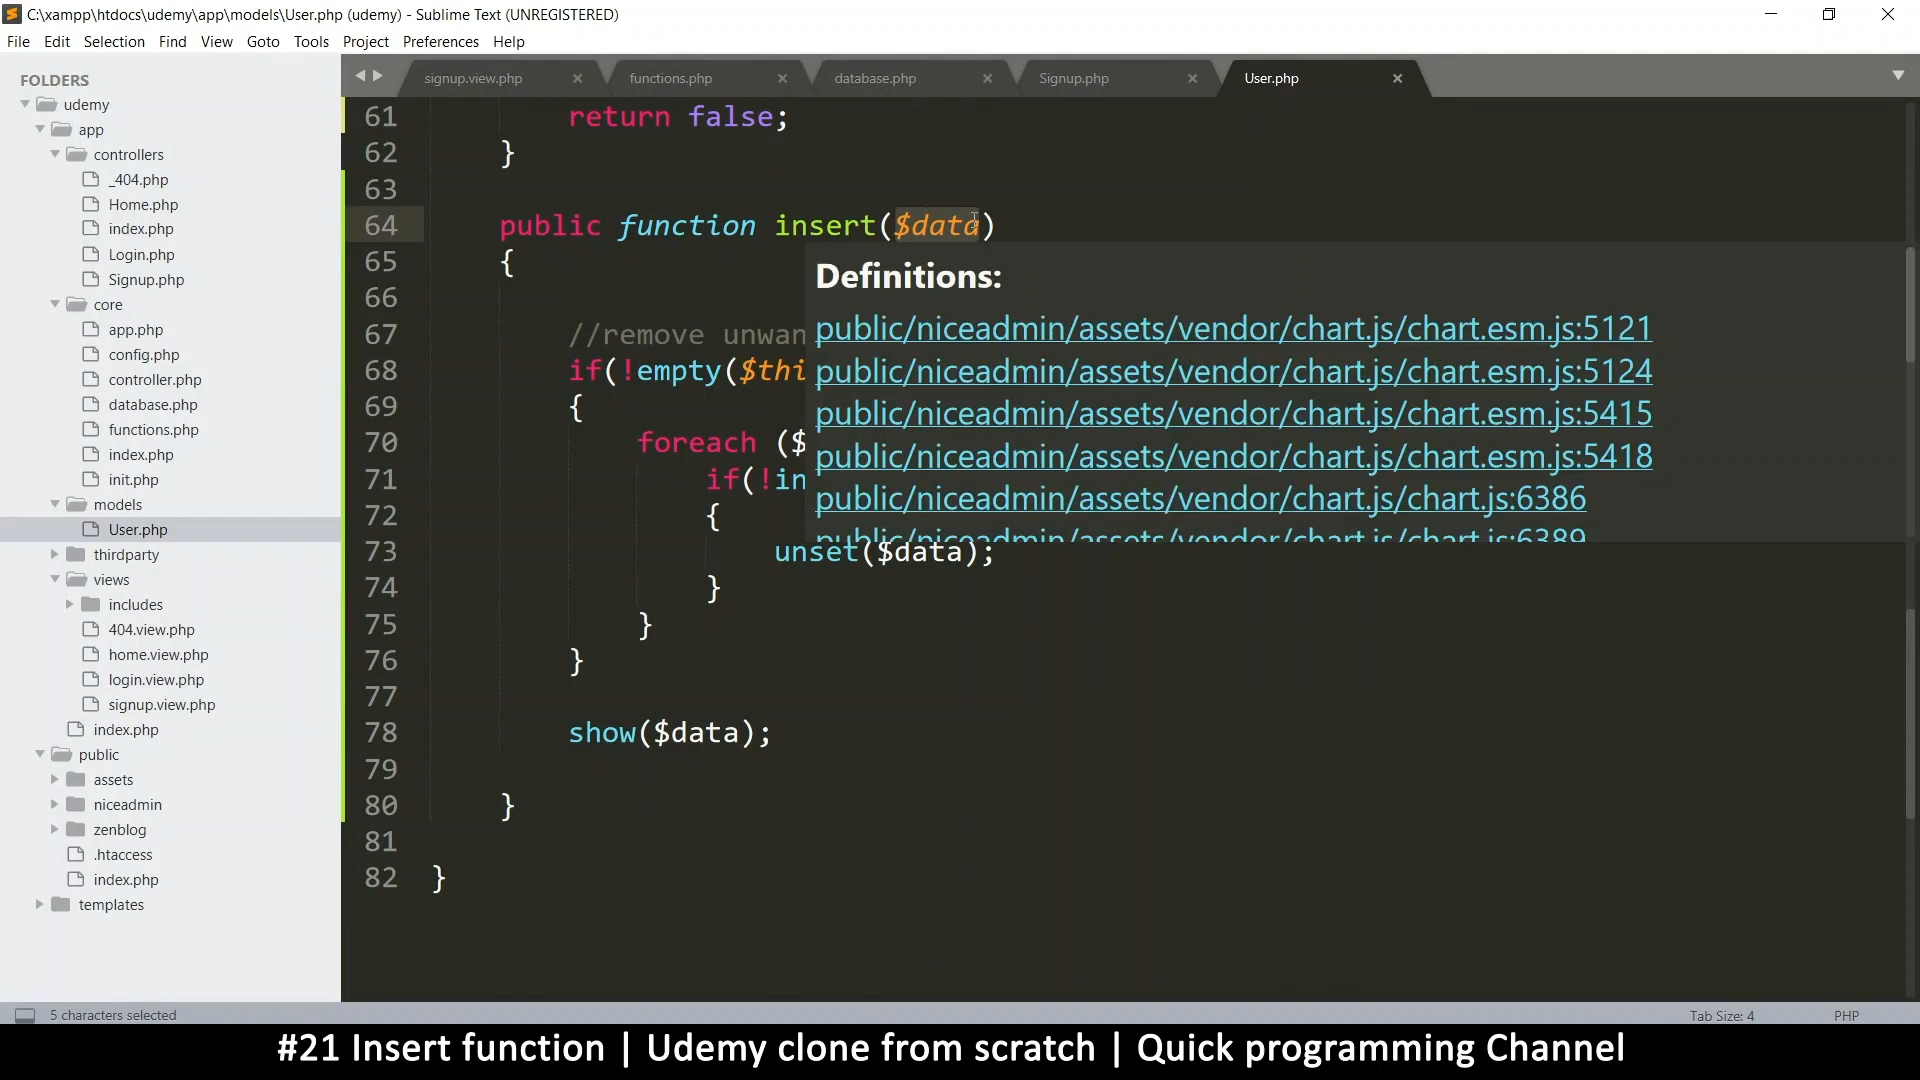 C:\xampp\htdocs\udemy\app\models\User.php (udemy) - Sublime Text (UNREGISTERED)
File Edit Selection Find View Goto Tools Project Preferences Help
FOLDERS
udemy
app
controllers
_404.php
Home.php
index.php
Login.php
Signup.php
core
app.php
config.php
controller.php
database.php
functions.php
index.php
init.php
models
User.php
thirdparty
views
includes
404.view.php
home.view.php
login.view.php
signup.view.php
index.php
public
assets
niceadmin
zenblog
.htaccess
index.php
templates
signup.view.php functions.php database.php Signup.php User.php
61 return false;
62 }
63
64 public function insert($data)
65 {
66
67 //remove unwan
68 if(!empty($thi
69 {
70 foreach ($
71 if(!in
72 {
73 unset($data);
74 }
75 }
76 }
77
78 show($data);
79
80 }
81
82 }
Definitions:
public/niceadmin/assets/vendor/chart.js/chart.esm.js:5121
public/niceadmin/assets/vendor/chart.js/chart.esm.js:5124
public/niceadmin/assets/vendor/chart.js/chart.esm.js:5415
public/niceadmin/assets/vendor/chart.js/chart.esm.js:5418
public/niceadmin/assets/vendor/chart.js/chart.js:6386
public/niceadmin/assets/vendor/chart.js/chart.js:6389
5 characters selected Tab Size: 4 PHP
#21 Insert function | Udemy clone from scratch | Quick programming Channel